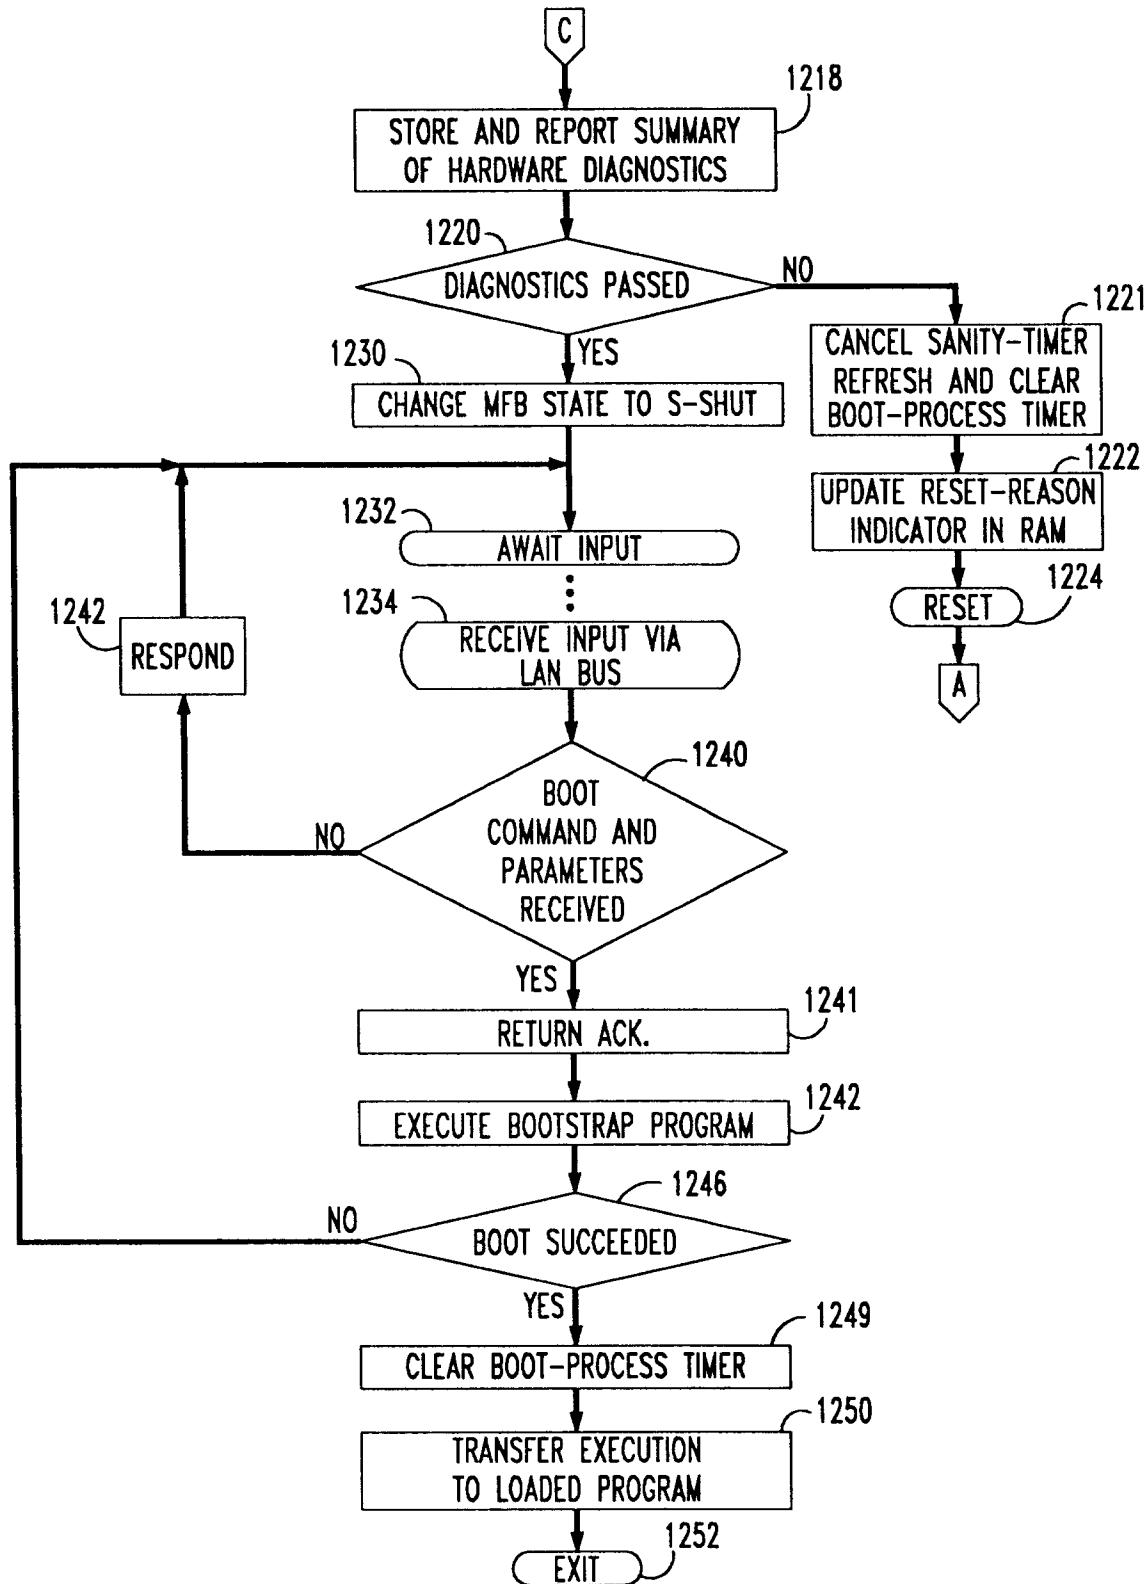 C
1218
STORE AND REPORT SUMMARY
OF HARDWARE DIAGNOSTICS
1220
DIAGNOSTICS PASSED
NO
YES
1221
CANCEL SANITY-TIMER
REFRESH AND CLEAR
BOOT-PROCESS TIMER
1230
CHANGE MFB STATE TO S-SHUT
1222
UPDATE RESET-REASON
INDICATOR IN RAM
1232
AWAIT INPUT
1224
RESET
A
1234
RECEIVE INPUT VIA
LAN BUS
1242
RESPOND
1240
BOOT
COMMAND AND
PARAMETERS
RECEIVED
NO
YES
1241
RETURN ACK.
1242
EXECUTE BOOTSTRAP PROGRAM
1246
BOOT SUCCEEDED
NO
YES
1249
CLEAR BOOT-PROCESS TIMER
1250
TRANSFER EXECUTION
TO LOADED PROGRAM
1252
EXIT